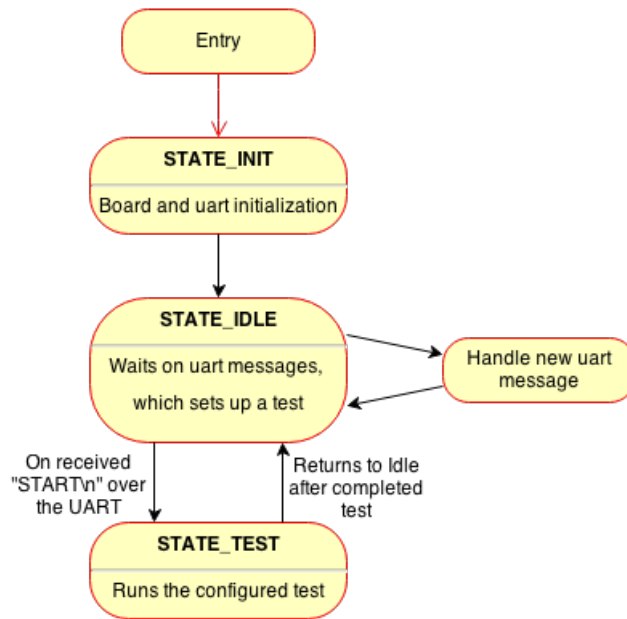 Entry
STATE_INIT
Board and uart initialization
STATE_IDLE
Waits on uart messages,
which sets up a test
Handle new uart
message
On received
"START\n" over
the UART
Returns to Idle
after completed
test
STATE_TEST
Runs the configured test